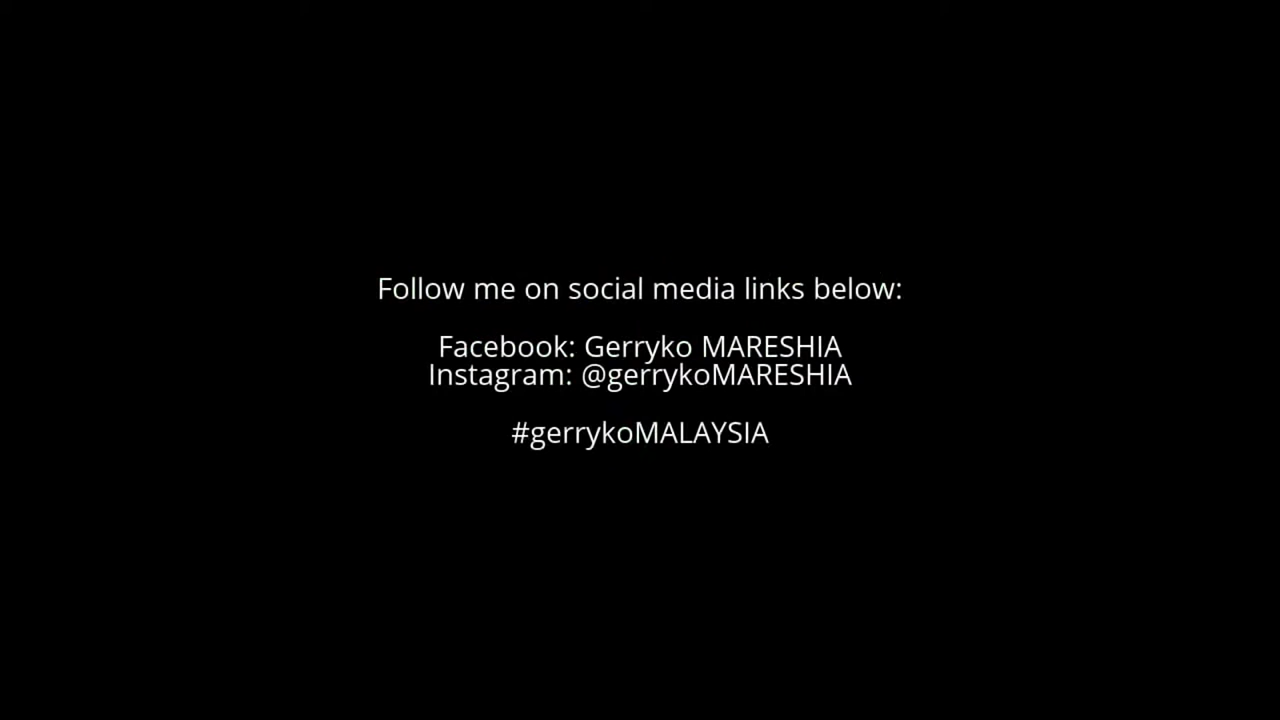 Follow me on social media links below:
Facebook: Gerryko MARESHIA
Instagram: @gerrykoMARESHIA
#gerrykoMALAYSIA